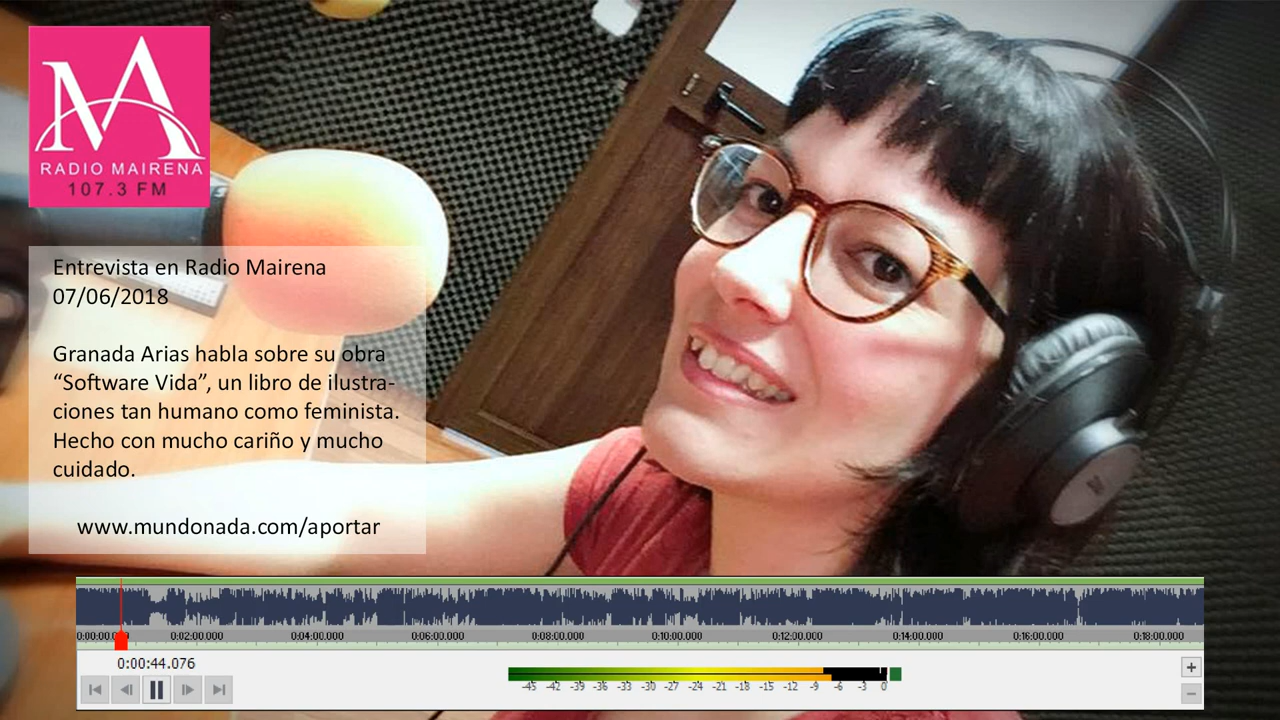 MA
RADIO MAIRENA
107.3 FM
Entrevista en Radio Mairena
07/06/2018
Granada Arias habla sobre su obra
“Software Vida”, un libro de ilustra-
ciones tan humano como feminista.
Hecho con mucho cariño y mucho
cuidado.
www.mundonada.com/aportar
0:00:00.0 0:02:00.000 0:04:00.000 0:06:00.000 0:08:00.000 0:10:00.000 0:12:00.000 0:14:00.000 0:16:00.000 0:18:00.000
0:00:44.076
-45 -42 -39 -36 -33 -30 -27 -24 -21 -18 -15 -12 -9 -6 -3 0